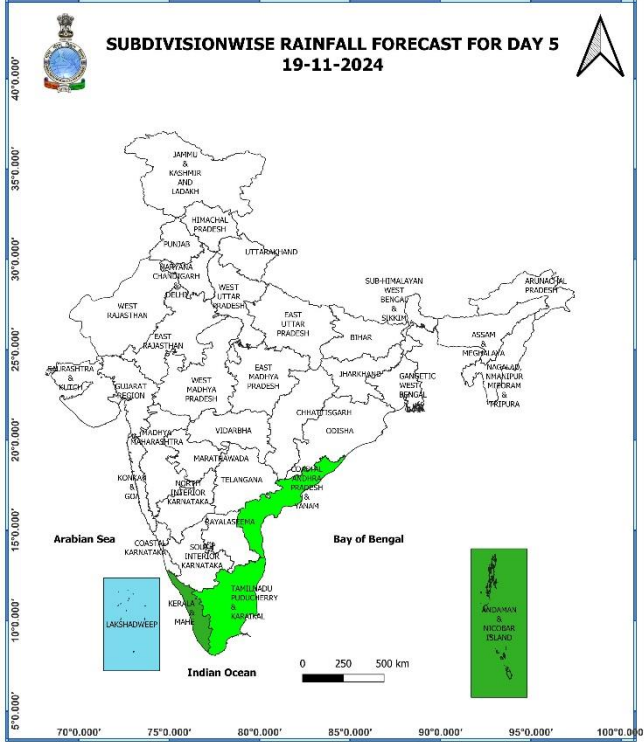 SUBDIVISIONWISE RAINFALL FORECAST FOR DAY 5
19-11-2024
40°0.000'
35°0.000'
30°0.000'
25°0.000'
20°0.000'
15°0.000'
10°0.000'
5°0.000'
JAMMU
&
KASHMIR
AND
LADAKH
HIMACHAL
PRADESH
PUNJAB
UTTARAKHAND
HARYANA
CHANDIGARH
&
DELHI
WEST
UTTAR
PRADESH
WEST
RAJASTHAN
EAST
RAJASTHAN
EAST
UTTAR
PRADESH
SUB-HIMALAYAN
WEST
BENGAL
&
SIKKIM
ARUNACHAL
PRADESH
BIHAR
ASSAM
&
MEGHALAYA
NAGALAD,
NMANIPUR
MIZORAM
&
TRIPURA
SAURASHTRA
&
KUTCH
GUJARAT
REGION
WEST
MADHYA
PRADESH
EAST
MADHYA
PRADESH
JHARKHAND
GANGETIC
WEST
BENGAL
CHHATTISGARH
ODISHA
MADHYA
MAHARASHTRA
VIDARBHA
MARATHWADA
KONKAN
&
GOA
NORTH
INTERIOR
KARNATAKA
TELANGANA
COASTAL
ANDHRA
PRADESH
&
YANAM
RAYALASEEMA
Arabian Sea
COASTAL
KARNATAKA
SOUTH
INTERIOR
KARNATAKA
Bay of Bengal
LAKSHADWEEP
KERALA
&
MAHE
TAMILNADU
PUDUCHERRY
&
KARAIKAL
ANDAMAN
&
NICOBAR
ISLAND
Indian Ocean
0 250 500 km
70°0.000' 75°0.000' 80°0.000' 85°0.000' 90°0.000' 95°0.000' 100°0.000'